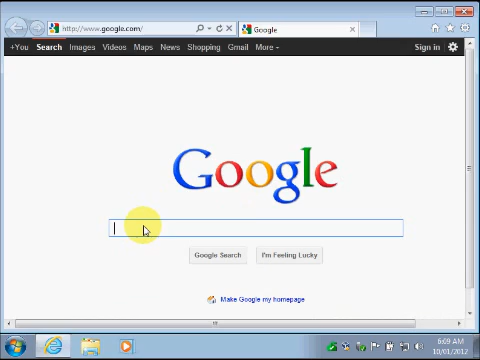 http://www.google.com/
Google
+You Search Images Videos Maps News Shopping Gmail More
Sign in
Google
Google Search
I'm Feeling Lucky
Make Google my homepage
6:09 AM
10/01/2012